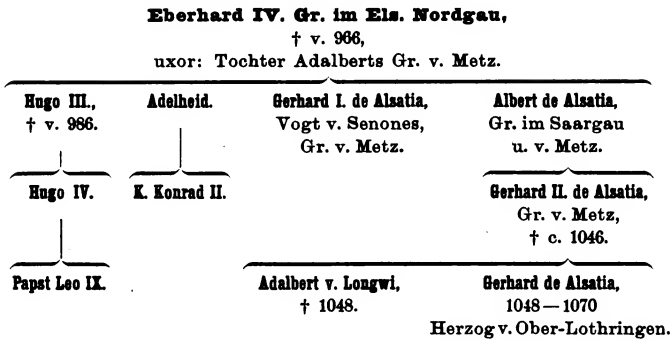 Eberhard IV. Gr. im Els. Nordgau,
† v. 966,
uxor: Tochter Adalberts Gr. v. Metz.
Hugo III.,
† v. 986.
Adelheid.
Gerhard I. de Alsatia,
Vogt v. Senones,
Gr. v. Metz.
Albert de Alsatia,
Gr. im Saargau
u. v. Metz.
Hugo IV.
K. Konrad II.
Gerhard II. de Alsatia,
Gr. v. Metz,
† c. 1046.
Papst Leo IX.
Adalbert v. Longwi,
† 1048.
Gerhard de Alsatia,
1048—1070
Herzog v. Ober-Lothringen.